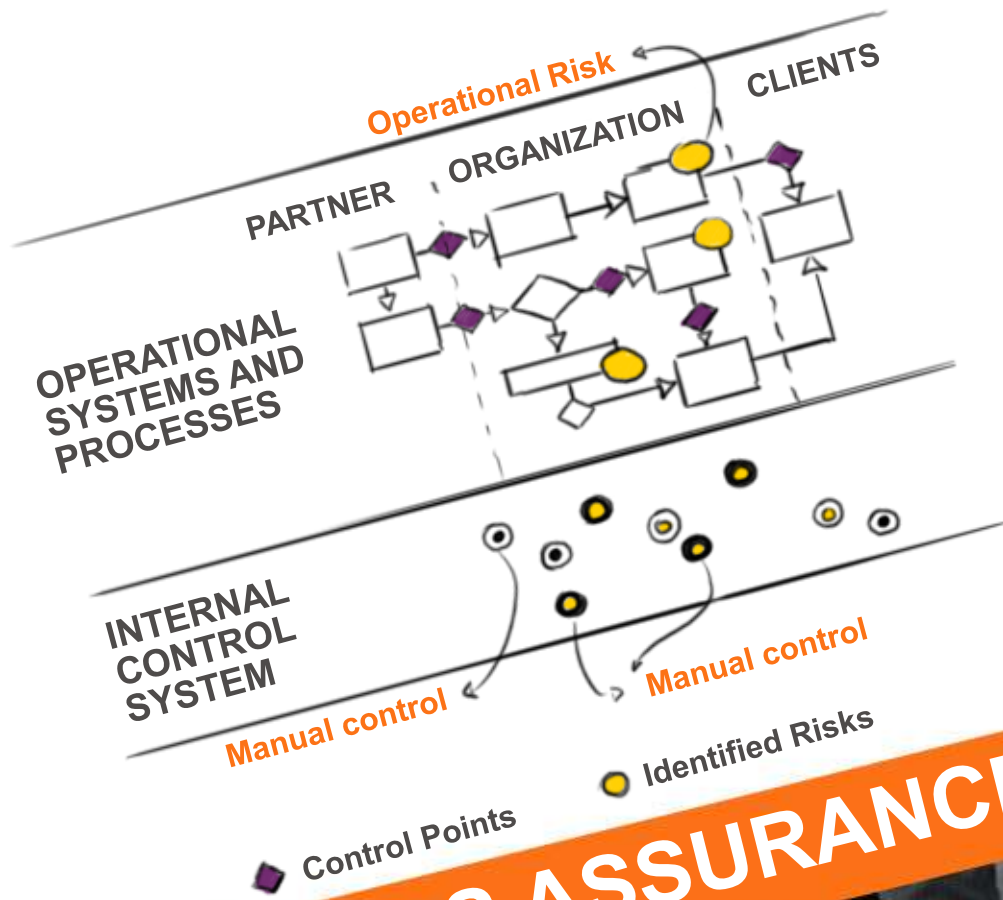 Operational Risk
CLIENTS
ORGANIZATION
PARTNER
OPERATIONAL
SYSTEMS AND
PROCESSES
INTERNAL
CONTROL
SYSTEM
Manual control
Manual control
Identified Risks
Control Points